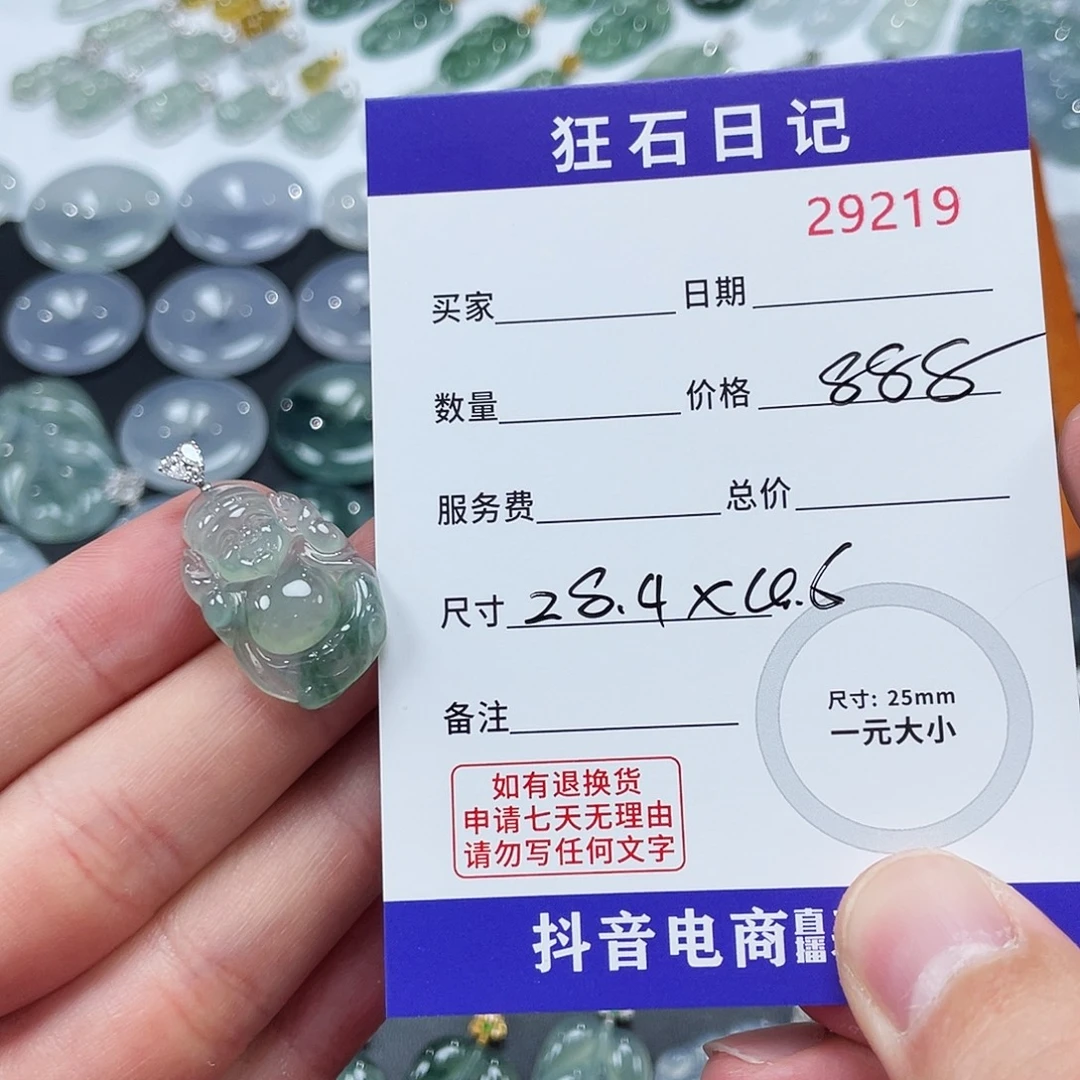 狂石日记
29219
买家 日期
数量 价格 888
服务费 总价
尺寸 28.4×
尺寸: 25mm
一元大小
备注
如有退换货
申请七天无理由
请勿写任何文字
抖音电商直播